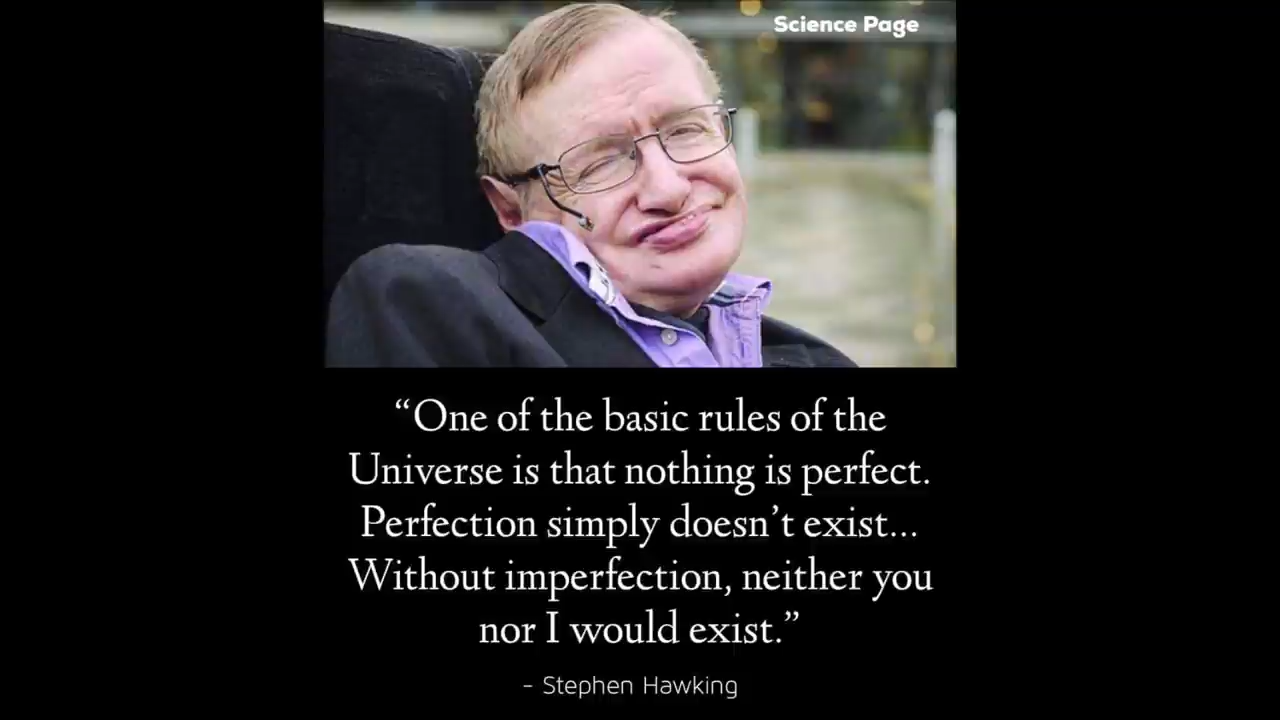 Science Page
“One of the basic rules of the
Universe is that nothing is perfect.
Perfection simply doesn’t exist...
Without imperfection, neither you
nor I would exist.”
- Stephen Hawking